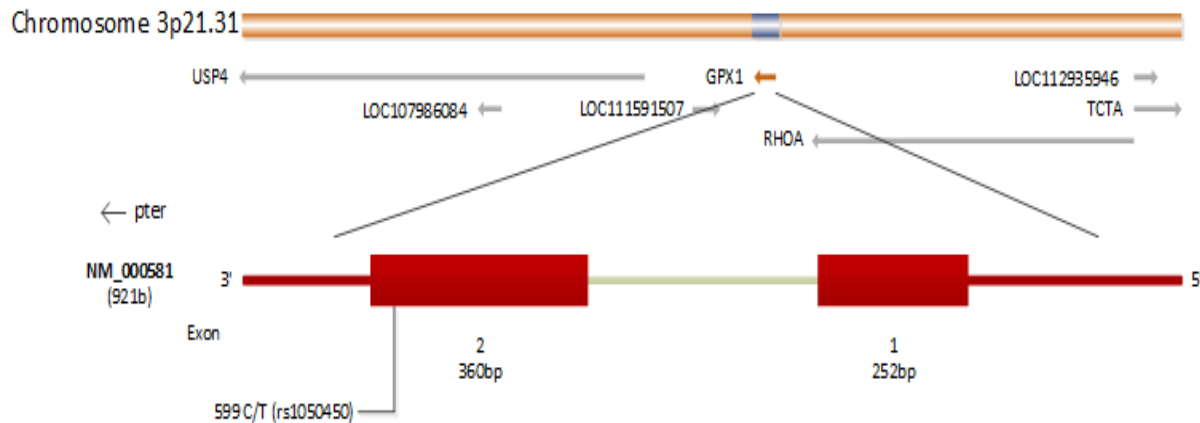 Chromosome 3p21.31
USP4
GPX1
LOC112935946
LOC107986084
LOC111591507
TCTA
RHOA
← pter
NM_000581
(921b)
3'
5
Exon
2
360bp
1
252bp
599 C/T (rs1050450)